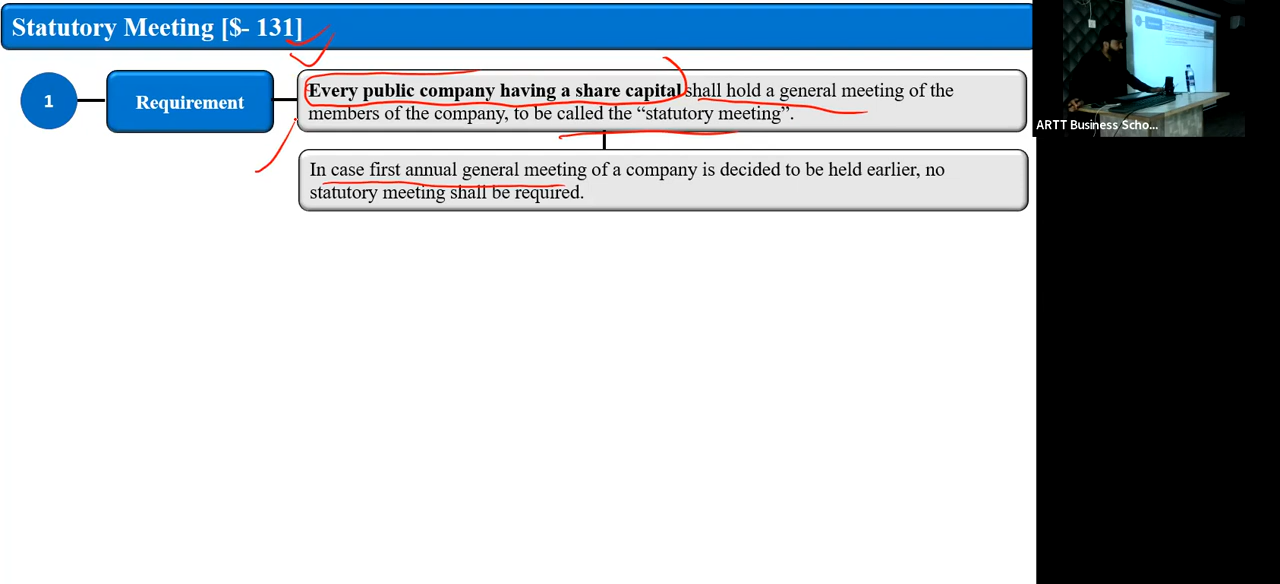 Statutory Meeting [$- 131]
1
Requirement
Every public company having a share capital shall hold a general meeting of the
members of the company, to be called the “statutory meeting”.
In case first annual general meeting of a company is decided to be held earlier, no
statutory meeting shall be required.
ARTT Business Scho...